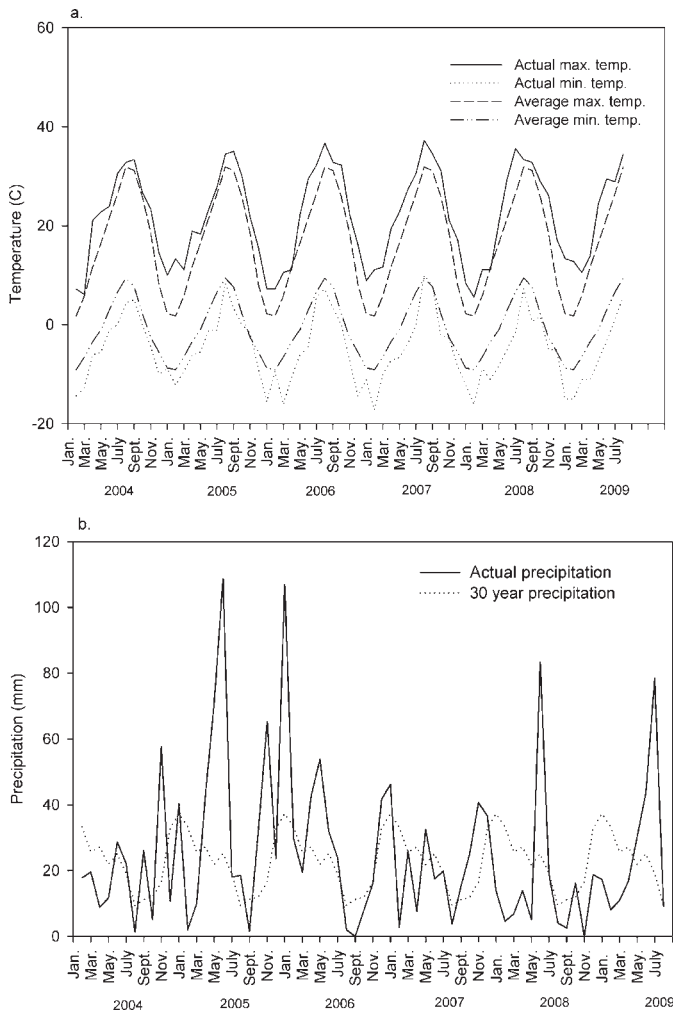 a.
60
40
20
0
-20
Temperature (C)
Actual max. temp.
Actual min. temp.
Average max. temp.
Average min. temp.
Jan. Mar. May. July Sept. Nov. Jan. Mar. May. July Sept. Nov. Jan. Mar. May. July Sept. Nov. Jan. Mar. May. July Sept. Nov. Jan. Mar. May. July Sept. Nov. Jan. Mar. May. July
2004 2005 2006 2007 2008 2009
b.
120
100
80
60
40
20
0
Precipitation (mm)
Actual precipitation
30 year precipitation
Jan. Mar. May. July Sept. Nov. Jan. Mar. May. July Sept. Nov. Jan. Mar. May. July Sept. Nov. Jan. Mar. May. July Sept. Nov. Jan. Mar. May. July Sept. Nov. Jan. Mar. May. July
2004 2005 2006 2007 2008 2009